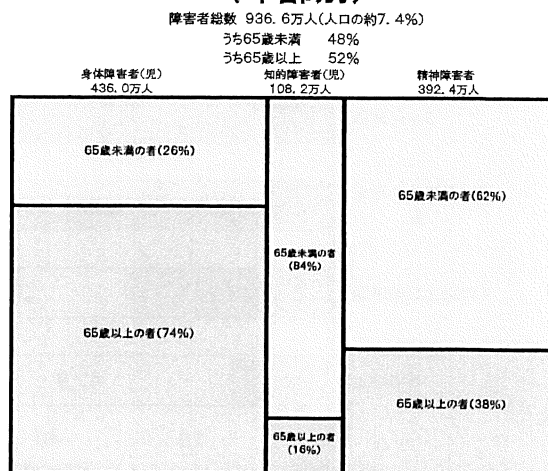 障害者総数 936.6万人(人口の約7.4%)
うち65歳未満 48%
うち65歳以上 52%
身体障害者(児)
436.0万人
知的障害者(児)
108.2万人
精神障害者
392.4万人
65歳未満の者(26%)
65歳以上の者(74%)
65歳未満の者
(84%)
65歳以上の者
(16%)
65歳未満の者(62%)
65歳以上の者(38%)